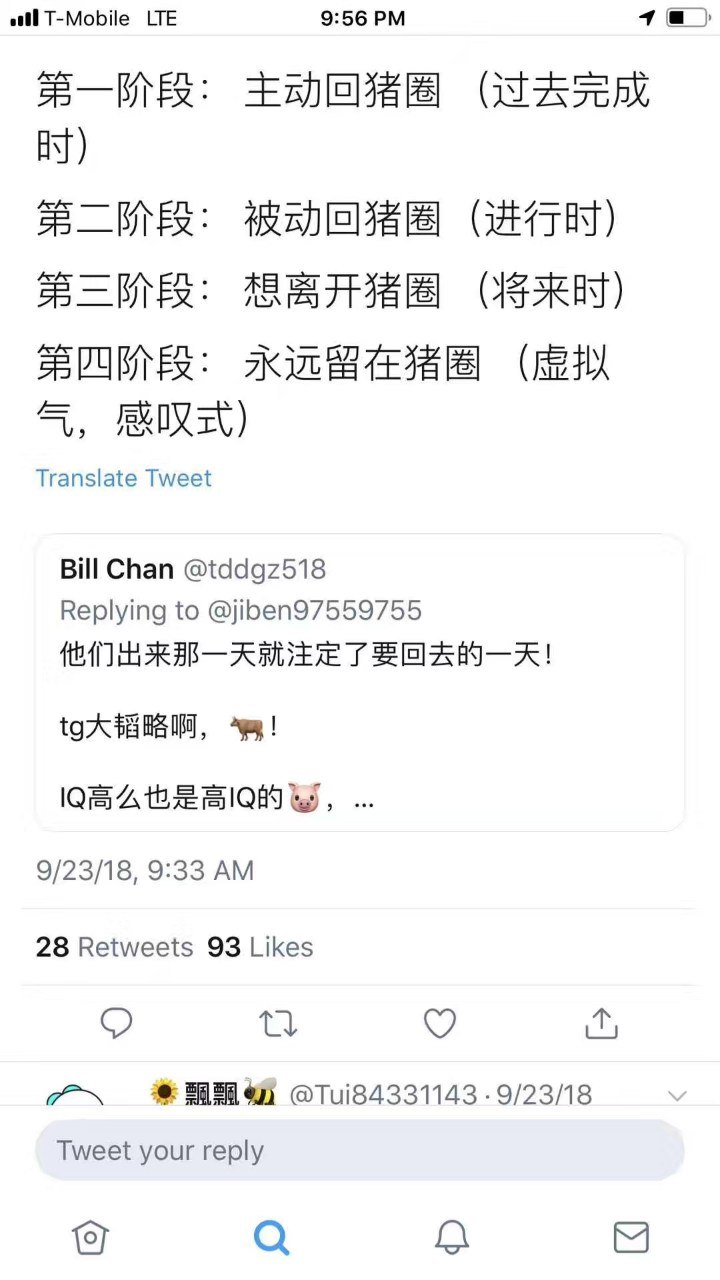 T-Mobile LTE 9:56 PM
第一阶段： 主动回猪圈 （过去完成
时）
第二阶段： 被动回猪圈（进行时）
第三阶段： 想离开猪圈 （将来时）
第四阶段： 永远留在猪圈 （虚拟
气，感叹式）
Translate Tweet
Bill Chan @tddgz518
Replying to @jiben97559755
他们出来那一天就注定了要回去的一天！
tg大韬略啊，🐂！
IQ高么也是高IQ的🐷，...
9/23/18, 9:33 AM
28 Retweets 93 Likes
🌻飄飄🐝 @Tui84331143 · 9/23/18
Tweet your reply